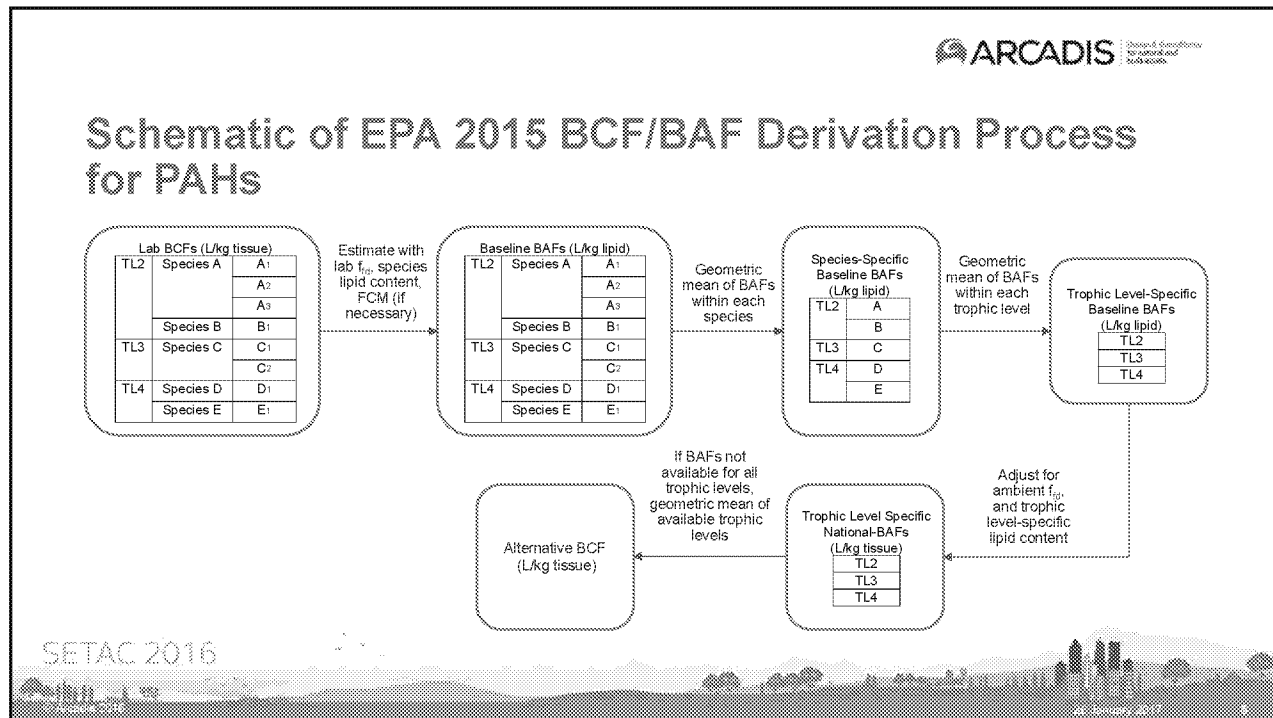 ARCADIS
Schematic of EPA 2015 BCF/BAF Derivation Process
for PAHs
Lab BCFs (L/kg tissue)
TL2 Species A A1
A2
A3
Species B B1
TL3 Species C C1
C2
TL4 Species D D1
Species E E1
Estimate with
lab ffd, species
lipid content,
FCM (if
necessary)
Baseline BAFs (L/kg lipid)
TL2 Species A A1
A2
A3
Species B B1
TL3 Species C C1
C2
TL4 Species D D1
Species E E1
Geometric
mean of BAFs
within each
species
Species-Specific
Baseline BAFs
(L/kg lipid)
TL2 A
B
TL3 C
TL4 D
E
Geometric
mean of BAFs
within each
trophic level
Trophic Level-Specific
Baseline BAFs
(L/kg lipid)
TL2
TL3
TL4
Adjust for
ambient ffd,
and trophic
level-specific
lipid content
Trophic Level Specific
National-BAFs
(L/kg tissue)
TL2
TL3
TL4
If BAFs not
available for all
trophic levels,
geometric mean of
available trophic
levels
Alternative BCF
(L/kg tissue)
SETAC 2016
© Arcadis 2016
January 2017